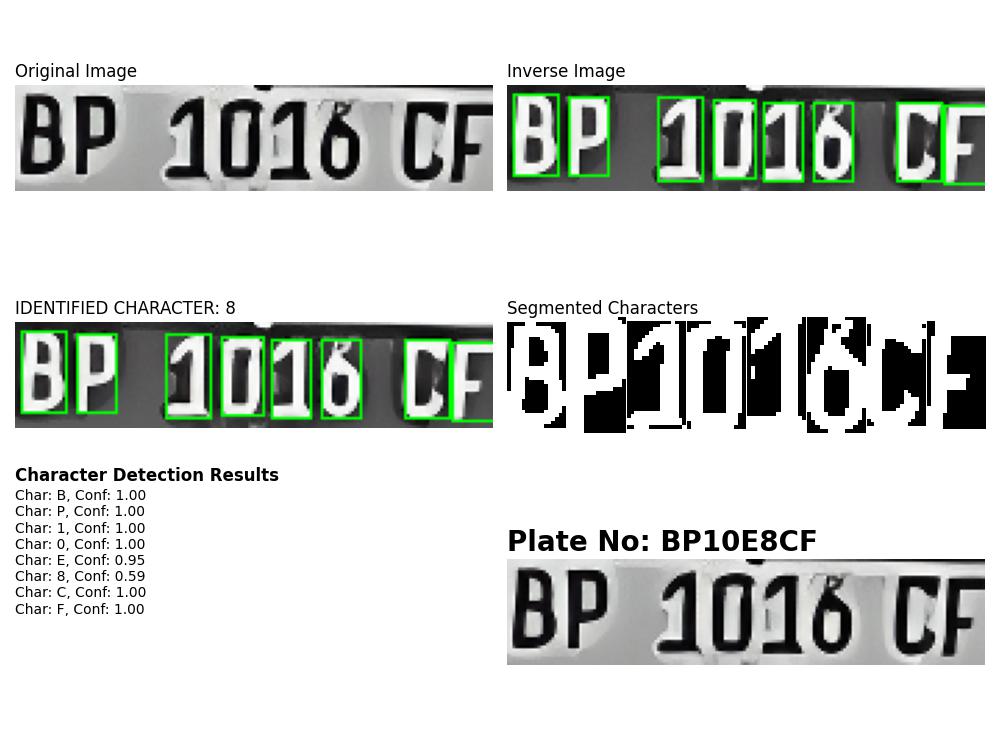 Original Image
BP 1016 CF
Inverse Image
BP 1016 CF
IDENTIFIED CHARACTER: 8
BP 1016 CF
Segmented Characters
BP1016CF
Character Detection Results
Char: B, Conf: 1.00
Char: P, Conf: 1.00
Char: 1, Conf: 1.00
Char: 0, Conf: 1.00
Char: E, Conf: 0.95
Char: 8, Conf: 0.59
Char: C, Conf: 1.00
Char: F, Conf: 1.00
Plate No: BP10E8CF
BP 1016 CF